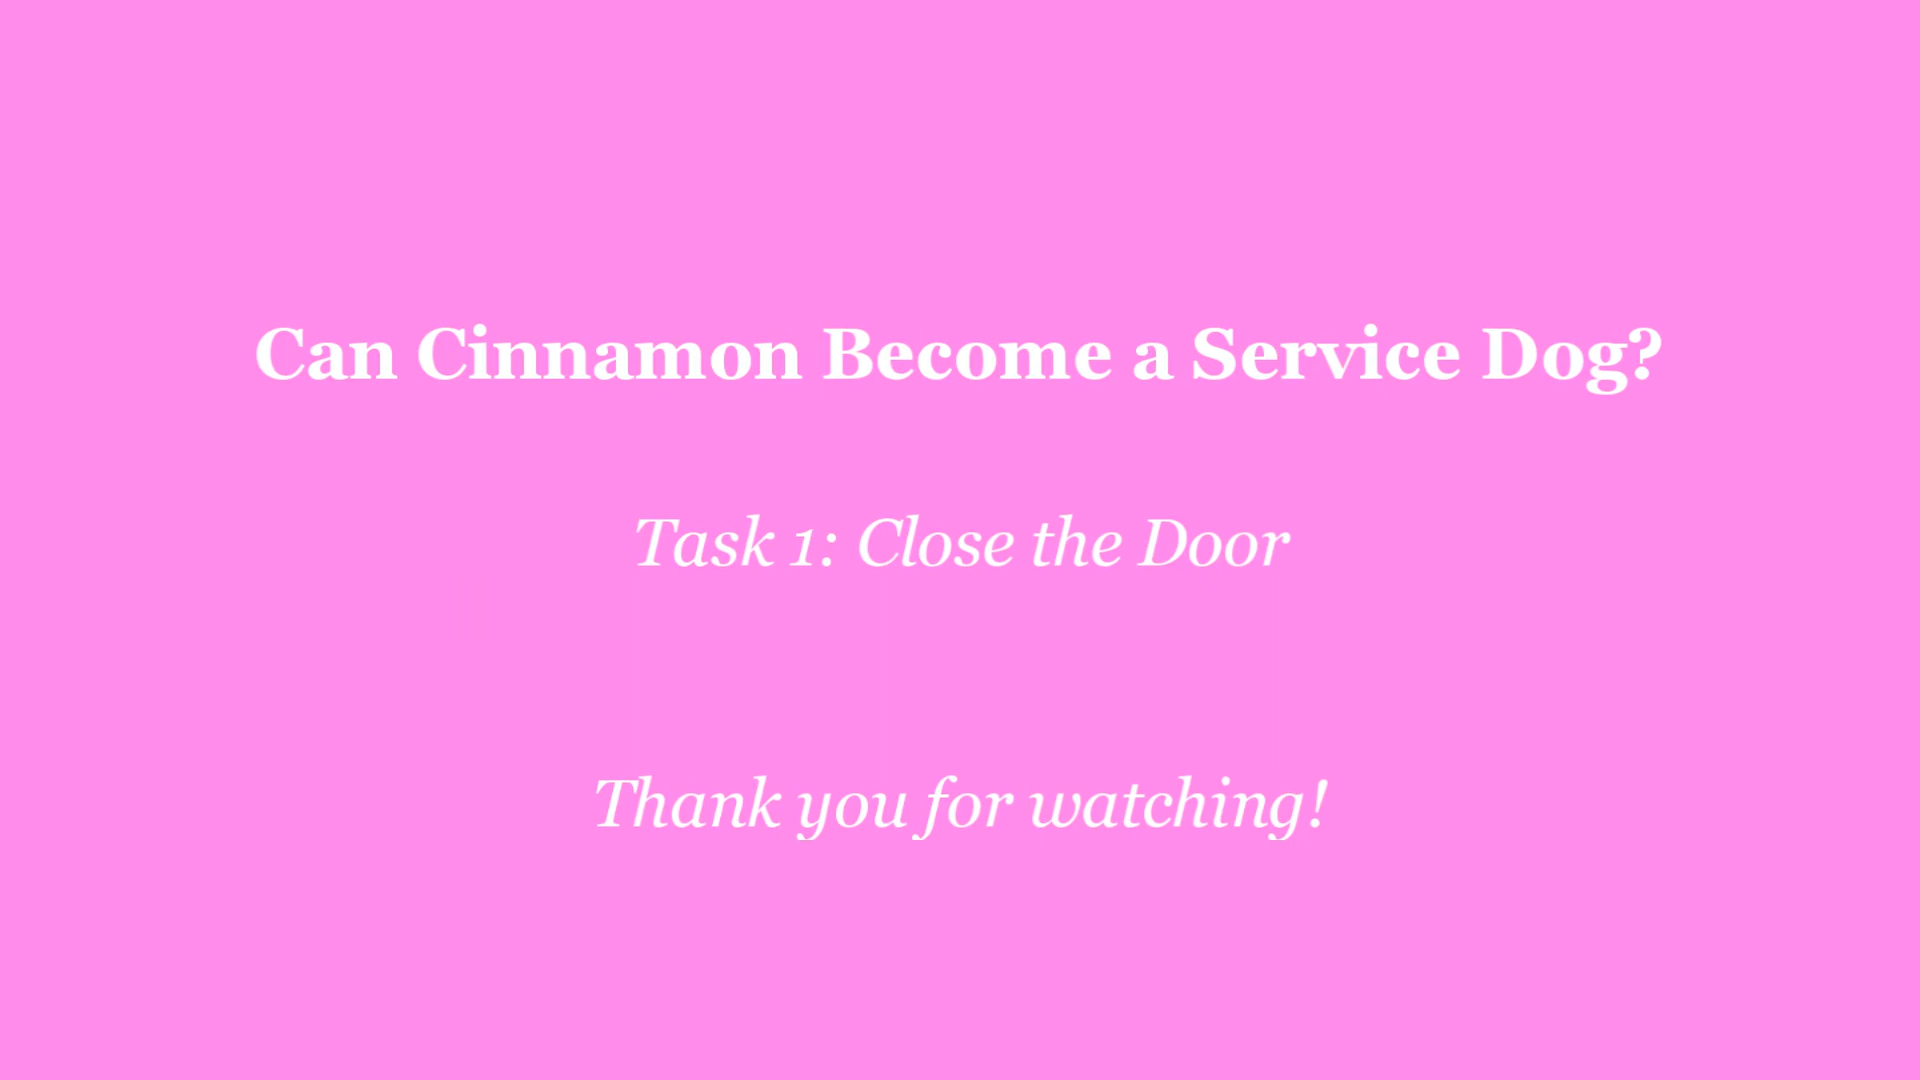 Can Cinnamon Become a Service Dog?
Task 1: Close the Door
Thank you for watching!